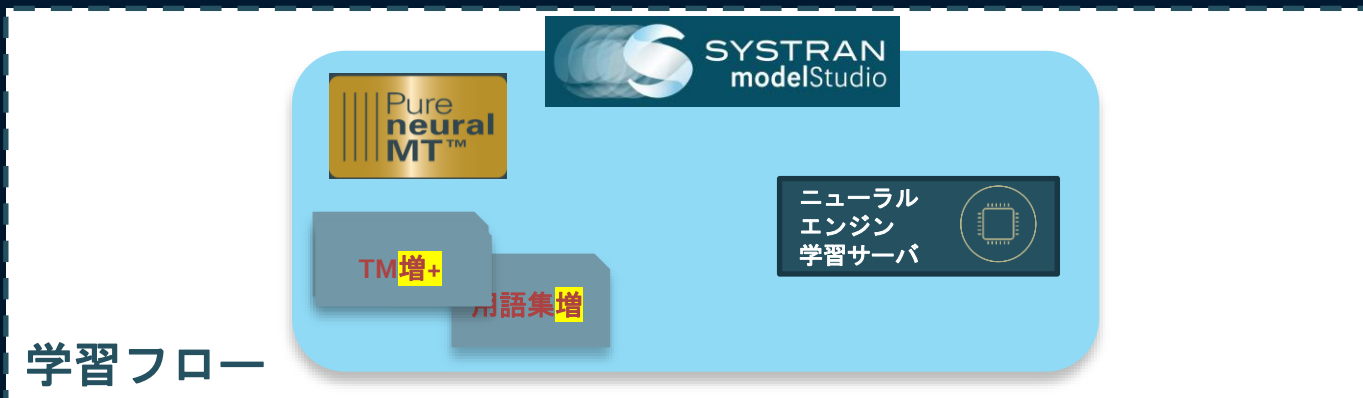 SYSTRAN
modelStudio
Pure
neural
MT™
ニューラル
エンジン
学習サーバ
TM増+
用語集増
学習フロー